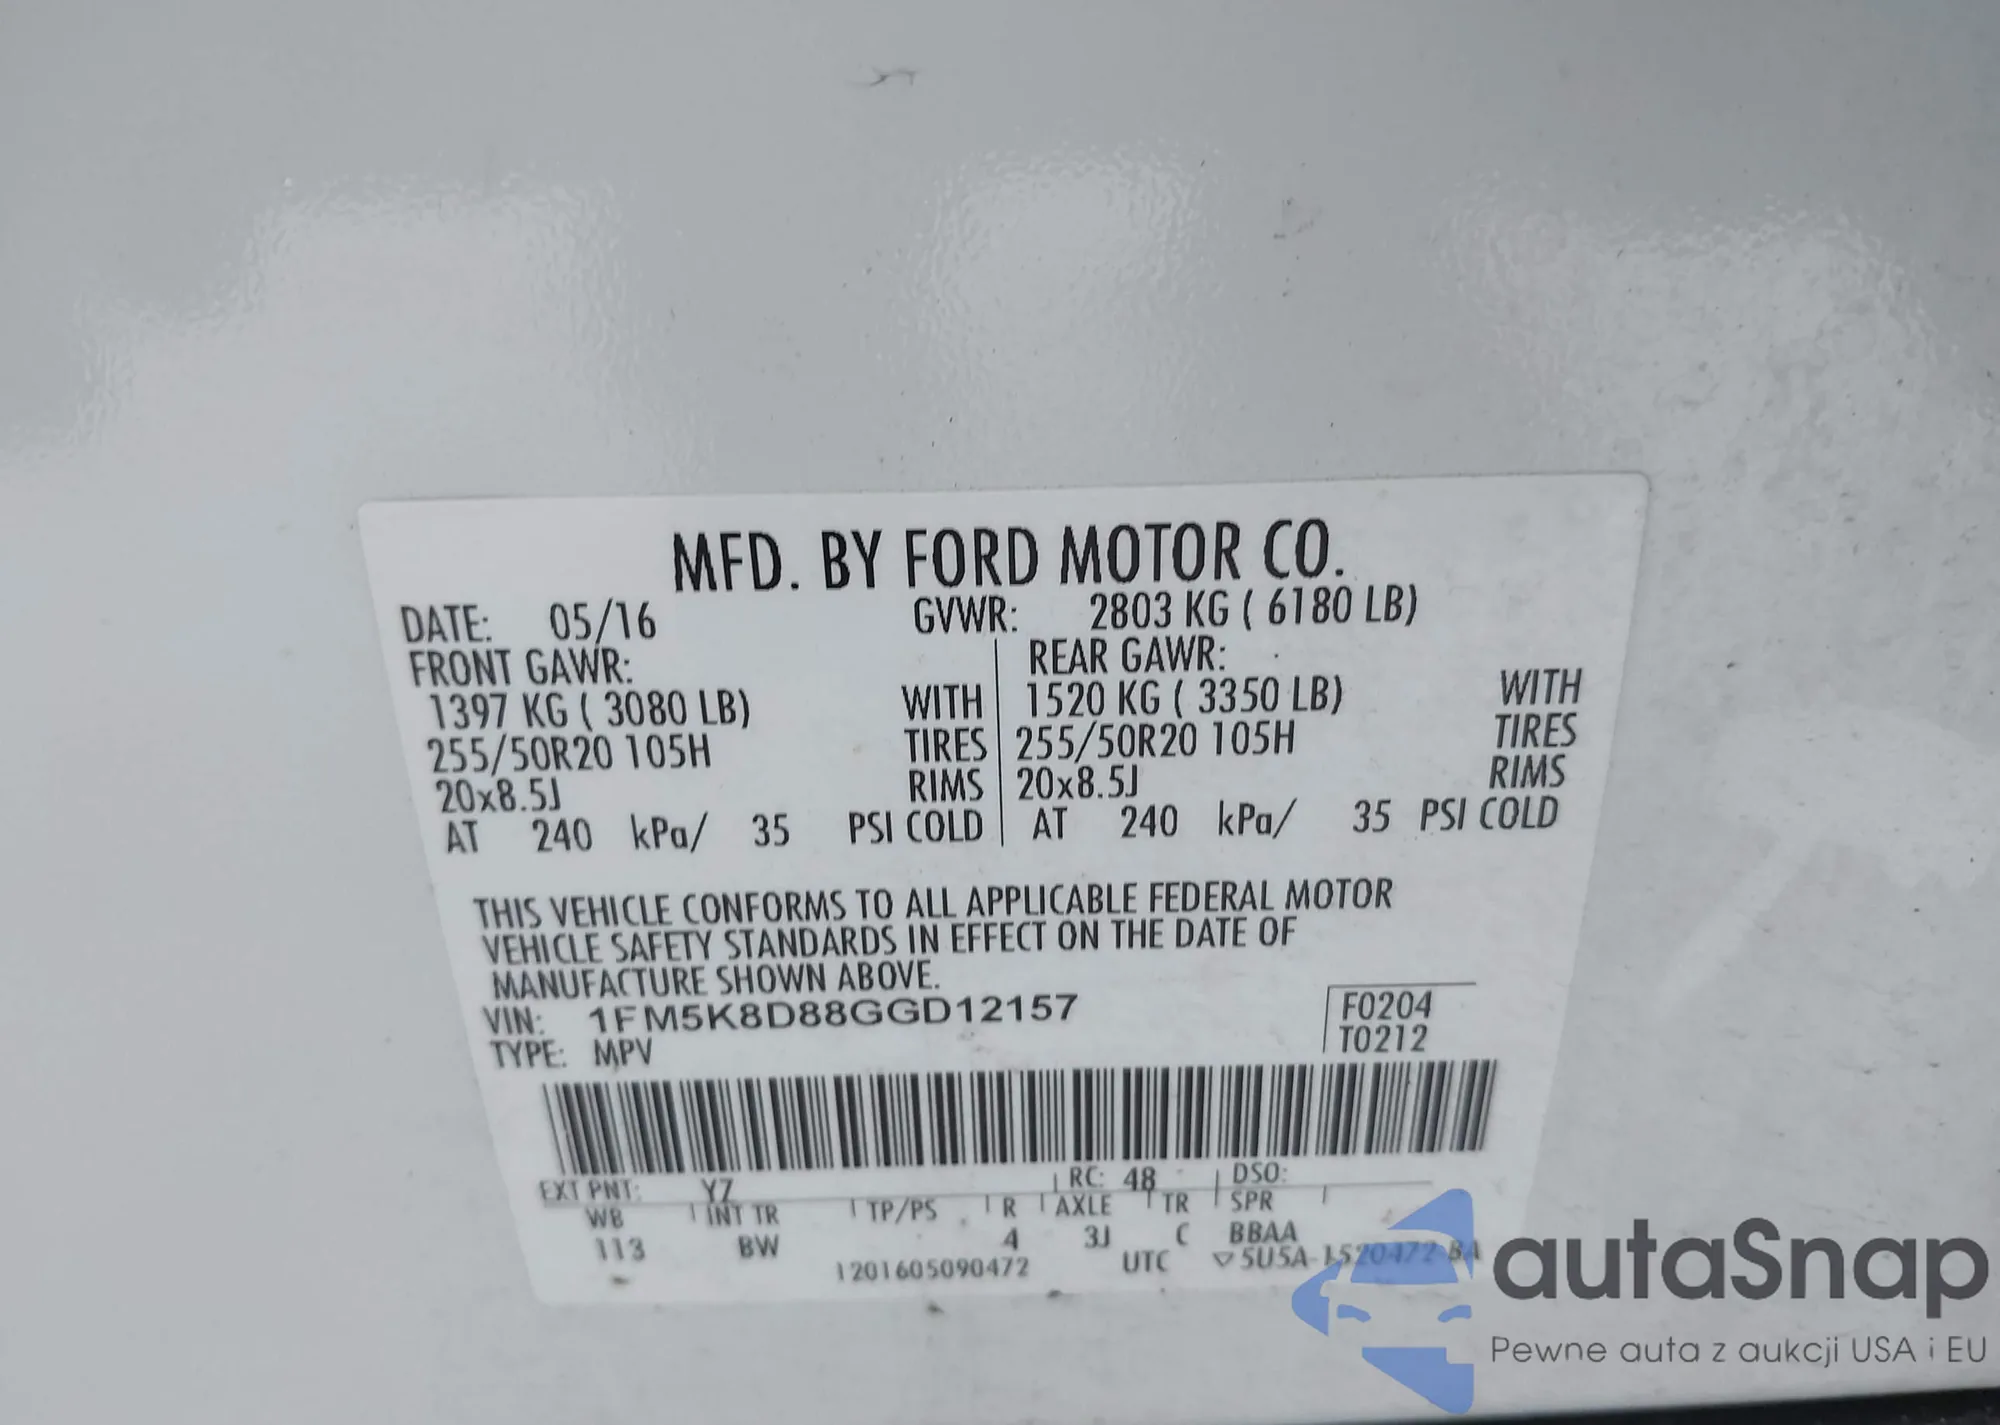 MFD. BY FORD MOTOR CO.
DATE: 05/16 GVWR: 2803 KG ( 6180 LB)
FRONT GAWR: REAR GAWR:
1397 KG ( 3080 LB) WITH 1520 KG ( 3350 LB) WITH
255/50R20 105H TIRES 255/50R20 105H TIRES
20x8.5J RIMS 20x8.5J RIMS
AT 240 kPa/ 35 PSI COLD AT 240 kPa/ 35 PSI COLD
THIS VEHICLE CONFORMS TO ALL APPLICABLE FEDERAL MOTOR
VEHICLE SAFETY STANDARDS IN EFFECT ON THE DATE OF
MANUFACTURE SHOWN ABOVE.
VIN: 1FM5K8D88GGD12157 F0204
TYPE: MPV T0212
EXT PNT: YZ RC: 48 DSO:
WB INT TR TP/PS R AXLE TR SPR
113 BW 4 3J C BBAA
1201605090472 UTC ▽5U5A-1520472-BA
autaSnap
Pewne auta z aukcji USA i EU